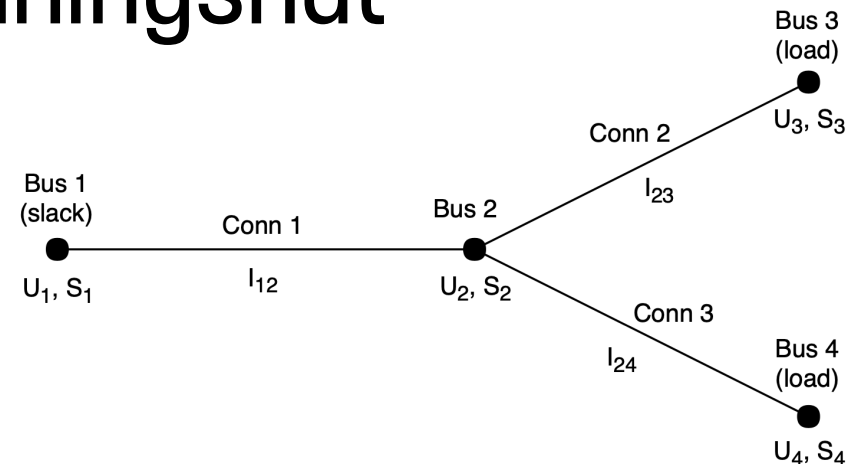 Bus 3
(load)
U3, S3
Conn 2
I23
Bus 1
(slack)
Conn 1
Bus 2
U1, S1
I12
U2, S2
Conn 3
I24
Bus 4
(load)
U4, S4